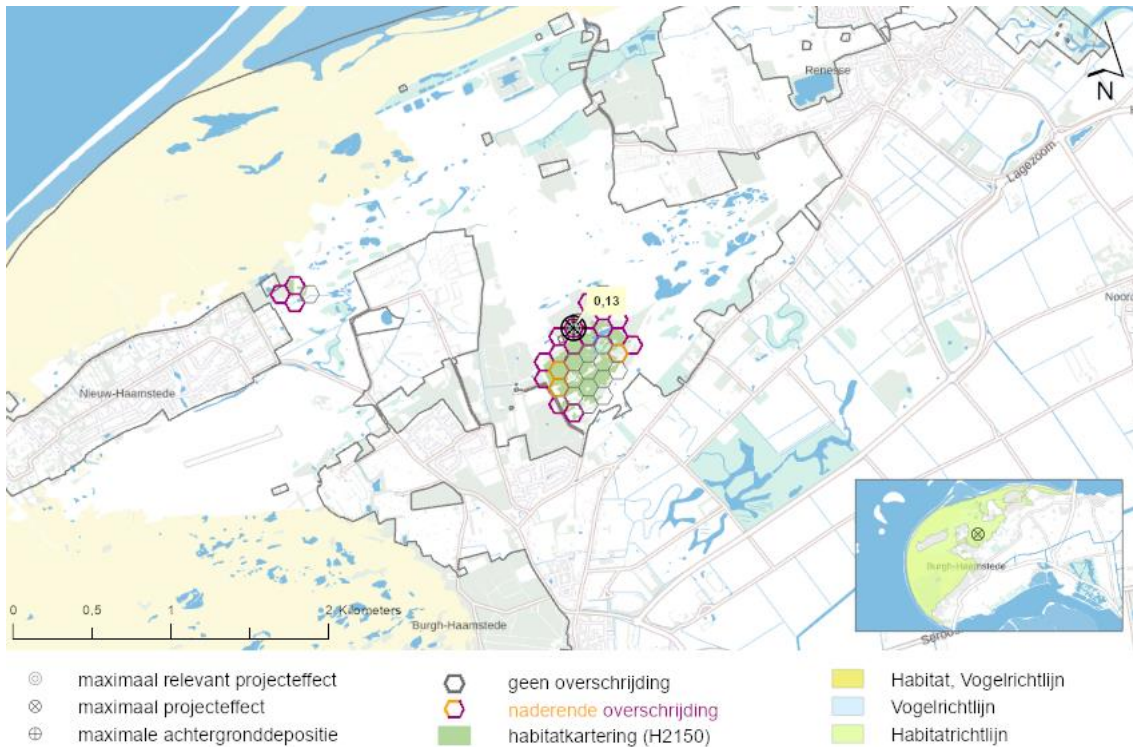 Renesse
N
Lagezoom
0,13
Nieuw-Haamstede
Burgh-Haamstede
0 0,5 1 2 Kilometers
Burgh-Haamstede
maximaal relevant projecteffect
maximaal projecteffect
maximale achtergronddepositie
geen overschrijding
naderende overschrijding
habitatkartering (H2150)
Habitat, Vogelrichtlijn
Vogelrichtlijn
Habitatrichtlijn